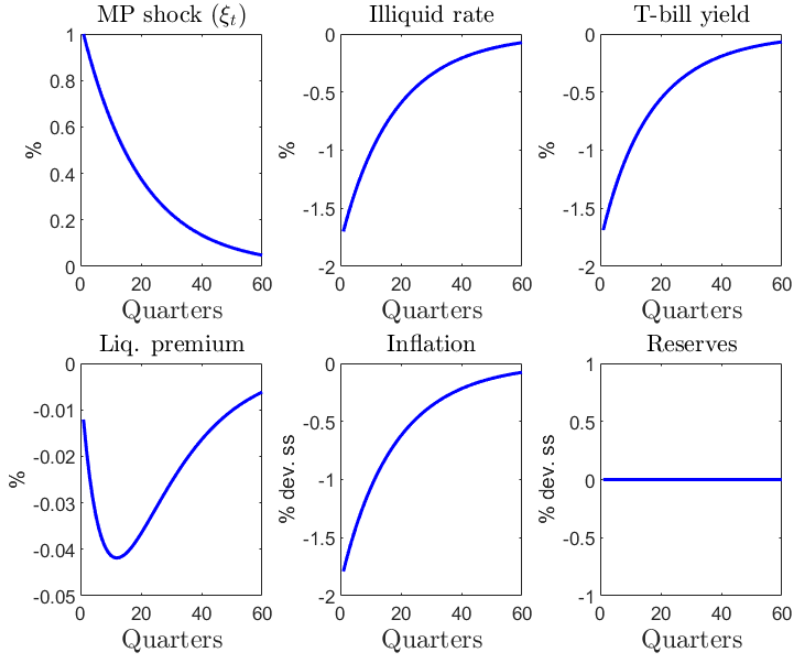 MP shock (ξt)
1
0.8
0.6
0.4
0.2
0
%
0 20 40 60
Quarters
Illiquid rate
0
-0.5
-1
-1.5
-2
%
0 20 40 60
Quarters
T-bill yield
0
-0.5
-1
-1.5
-2
%
0 20 40 60
Quarters
Liq. premium
0
-0.01
-0.02
-0.03
-0.04
-0.05
%
0 20 40 60
Quarters
Inflation
0
-0.5
-1
-1.5
-2
% dev. ss
0 20 40 60
Quarters
Reserves
1
0.5
0
-0.5
-1
% dev. ss
0 20 40 60
Quarters